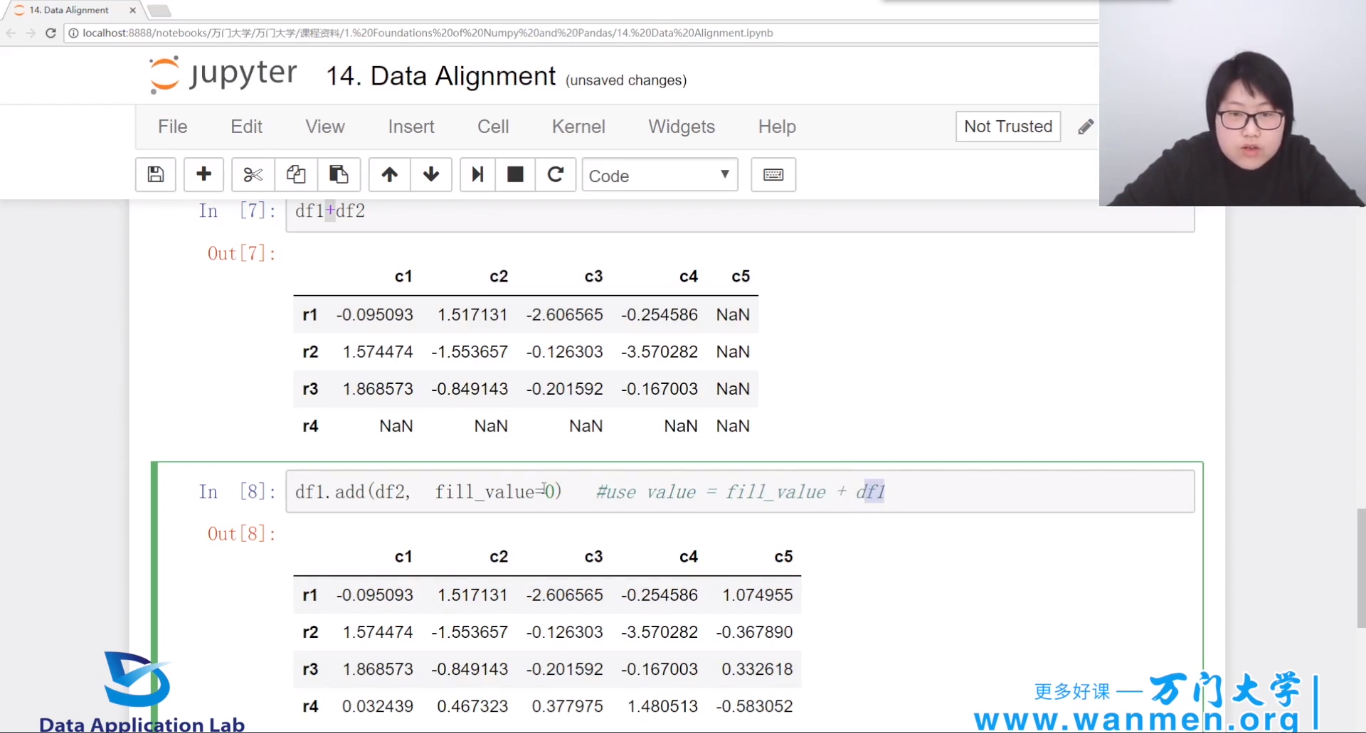 14. Data Alignment
localhost:8888/notebooks/万门大学/万门大学/课程资料/1.%20Foundations%20of%20Numpy%20and%20Pandas/14.%20Data%20Alignment.ipynb
jupyter 14. Data Alignment (unsaved changes)
File Edit View Insert Cell Kernel Widgets Help Not Trusted
Code
In [7]: df1+df2
Out[7]:
c1 c2 c3 c4 c5
r1 -0.095093 1.517131 -2.606565 -0.254586 NaN
r2 1.574474 -1.553657 -0.126303 -3.570282 NaN
r3 1.868573 -0.849143 -0.201592 -0.167003 NaN
r4 NaN NaN NaN NaN NaN
In [8]: df1.add(df2, fill_value=0) #use value = fill_value + df1
Out[8]:
c1 c2 c3 c4 c5
r1 -0.095093 1.517131 -2.606565 -0.254586 1.074955
r2 1.574474 -1.553657 -0.126303 -3.570282 -0.367890
r3 1.868573 -0.849143 -0.201592 -0.167003 0.332618
r4 0.032439 0.467323 0.377975 1.480513 -0.583052
Data Application Lab
更多好课 — 万门大学
www.wanmen.org